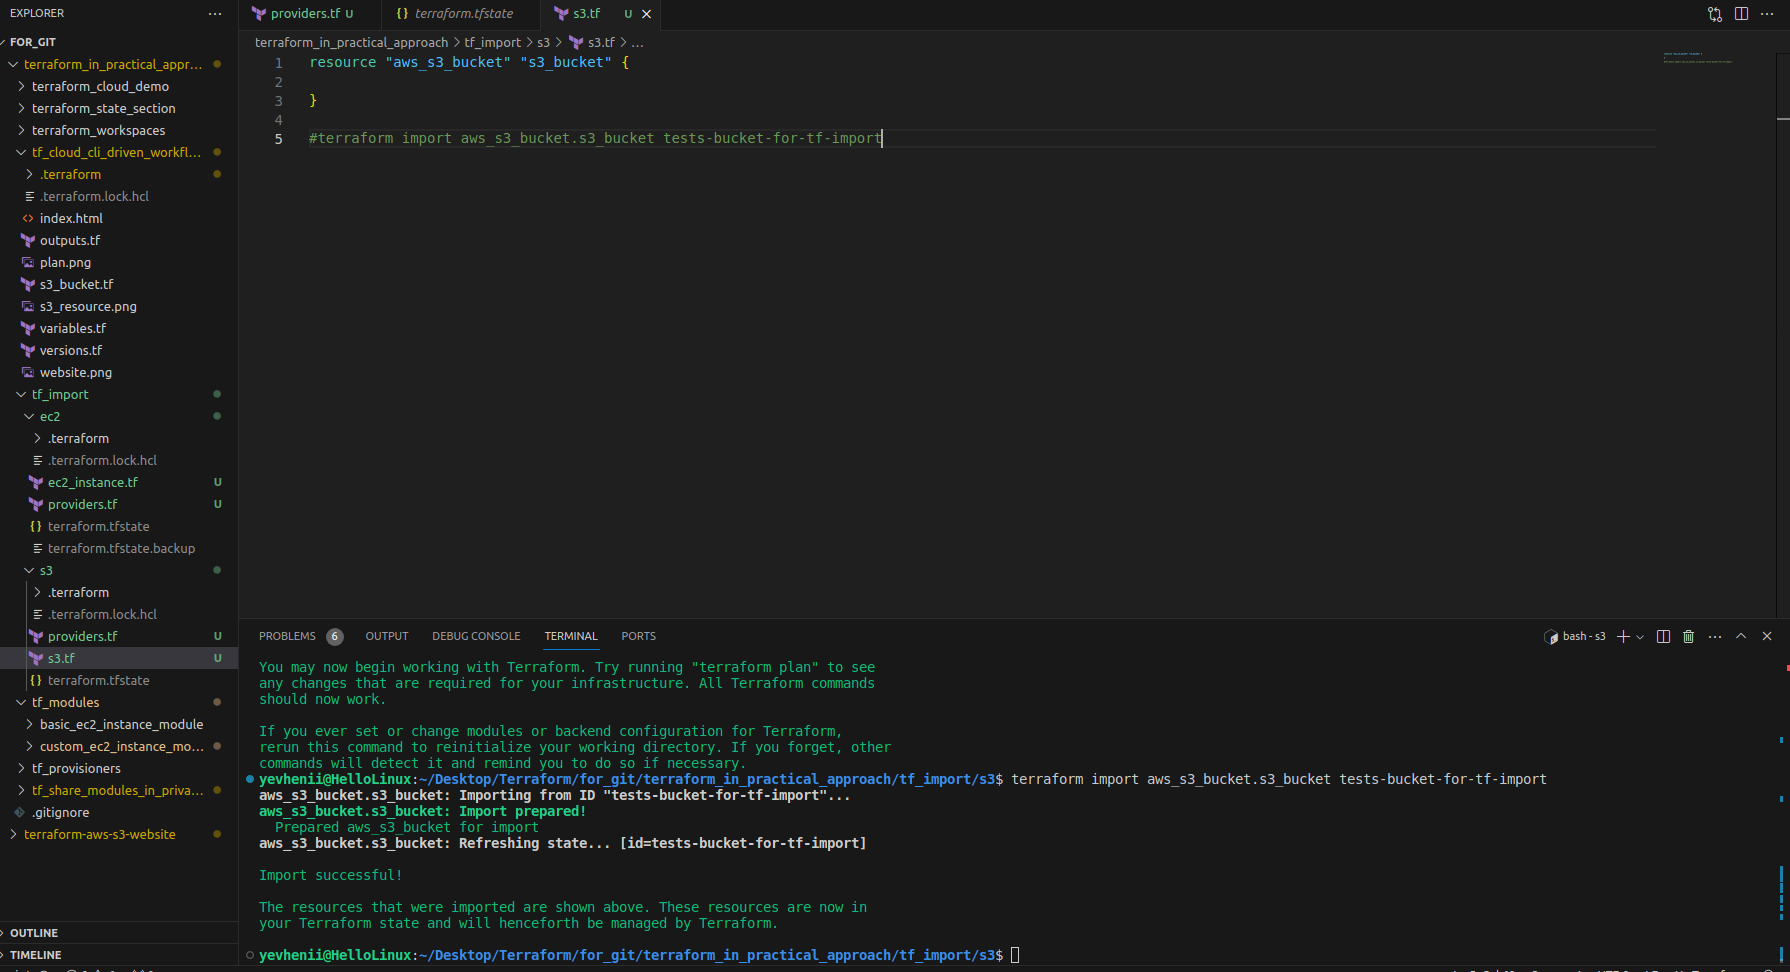 EXPLORER
FOR_GIT
terraform_in_practical_appr...
terraform_cloud_demo
terraform_state_section
terraform_workspaces
tf_cloud_cli_driven_workfl...
.terraform
.terraform.lock.hcl
index.html
outputs.tf
plan.png
s3_bucket.tf
s3_resource.png
variables.tf
versions.tf
website.png
tf_import
ec2
.terraform
.terraform.lock.hcl
ec2_instance.tf U
providers.tf U
terraform.tfstate
terraform.tfstate.backup
s3
.terraform
.terraform.lock.hcl
providers.tf U
s3.tf U
terraform.tfstate
tf_modules
basic_ec2_instance_module
custom_ec2_instance_mo...
tf_provisioners
tf_share_modules_in_priva...
.gitignore
terraform-aws-s3-website
OUTLINE
TIMELINE
providers.tf U
terraform.tfstate
s3.tf U
terraform_in_practical_approach > tf_import > s3 > s3.tf > ...
1 resource "aws_s3_bucket" "s3_bucket" {
2
3 }
4
5 #terraform import aws_s3_bucket.s3_bucket tests-bucket-for-tf-import
PROBLEMS 6 OUTPUT DEBUG CONSOLE TERMINAL PORTS
bash - s3
You may now begin working with Terraform. Try running "terraform plan" to see
any changes that are required for your infrastructure. All Terraform commands
should now work.
If you ever set or change modules or backend configuration for Terraform,
rerun this command to reinitialize your working directory. If you forget, other
commands will detect it and remind you to do so if necessary.
yevhenii@HelloLinux:~/Desktop/Terraform/for_git/terraform_in_practical_approach/tf_import/s3$ terraform import aws_s3_bucket.s3_bucket tests-bucket-for-tf-import
aws_s3_bucket.s3_bucket: Importing from ID "tests-bucket-for-tf-import"...
aws_s3_bucket.s3_bucket: Import prepared!
Prepared aws_s3_bucket for import
aws_s3_bucket.s3_bucket: Refreshing state... [id=tests-bucket-for-tf-import]
Import successful!
The resources that were imported are shown above. These resources are now in
your Terraform state and will henceforth be managed by Terraform.
yevhenii@HelloLinux:~/Desktop/Terraform/for_git/terraform_in_practical_approach/tf_import/s3$